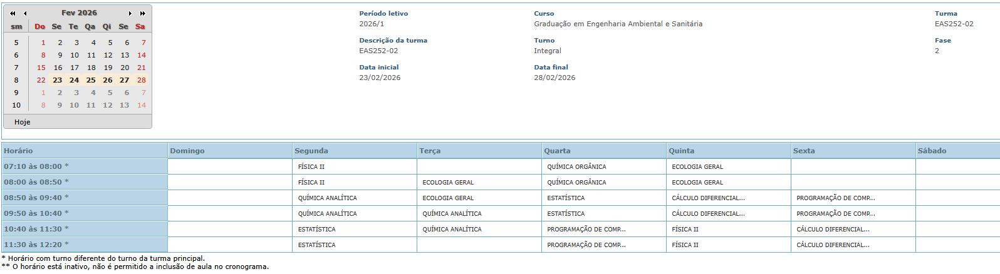 Fev 2026
sm Do Se Te Qa Qi Se Sa
5 1 2 3 4 5 6 7
6 8 9 10 11 12 13 14
7 15 16 17 18 19 20 21
8 22 23 24 25 26 27 28
9 1 2 3 4 5 6 7
10 8 9 10 11 12 13 14
Hoje
Período letivo Curso Turma
2026/1 Graduação em Engenharia Ambiental e Sanitária EAS252-02
Descrição da turma Turno Fase
EAS252-02 Integral 2
Data inicial Data final
23/02/2026 28/02/2026
Horário Domingo Segunda Terça Quarta Quinta Sexta Sábado
07:10 às 08:00 * FÍSICA II QUÍMICA ORGÂNICA ECOLOGIA GERAL
08:00 às 08:50 * FÍSICA II ECOLOGIA GERAL QUÍMICA ORGÂNICA ECOLOGIA GERAL
08:50 às 09:40 * QUÍMICA ANALÍTICA ECOLOGIA GERAL ESTATÍSTICA CÁLCULO DIFERENCIAL... PROGRAMAÇÃO DE COMP...
09:50 às 10:40 * QUÍMICA ANALÍTICA QUÍMICA ANALÍTICA ESTATÍSTICA CÁLCULO DIFERENCIAL... PROGRAMAÇÃO DE COMP...
10:40 às 11:30 * ESTATÍSTICA QUÍMICA ANALÍTICA PROGRAMAÇÃO DE COMP... FÍSICA II CÁLCULO DIFERENCIAL...
11:30 às 12:20 * ESTATÍSTICA PROGRAMAÇÃO DE COMP... FÍSICA II CÁLCULO DIFERENCIAL...
* Horário com turno diferente do turno da turma principal.
** O horário está inativo, não é permitido a inclusão de aula no cronograma.